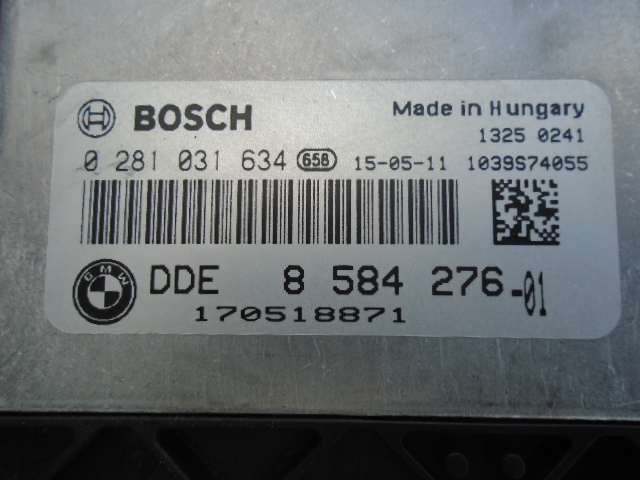 BOSCH Made in Hungary
1325 0241
0 281 031 634 658 15-05-11 1039S74055
BMW DDE 8 584 276-01
170518871